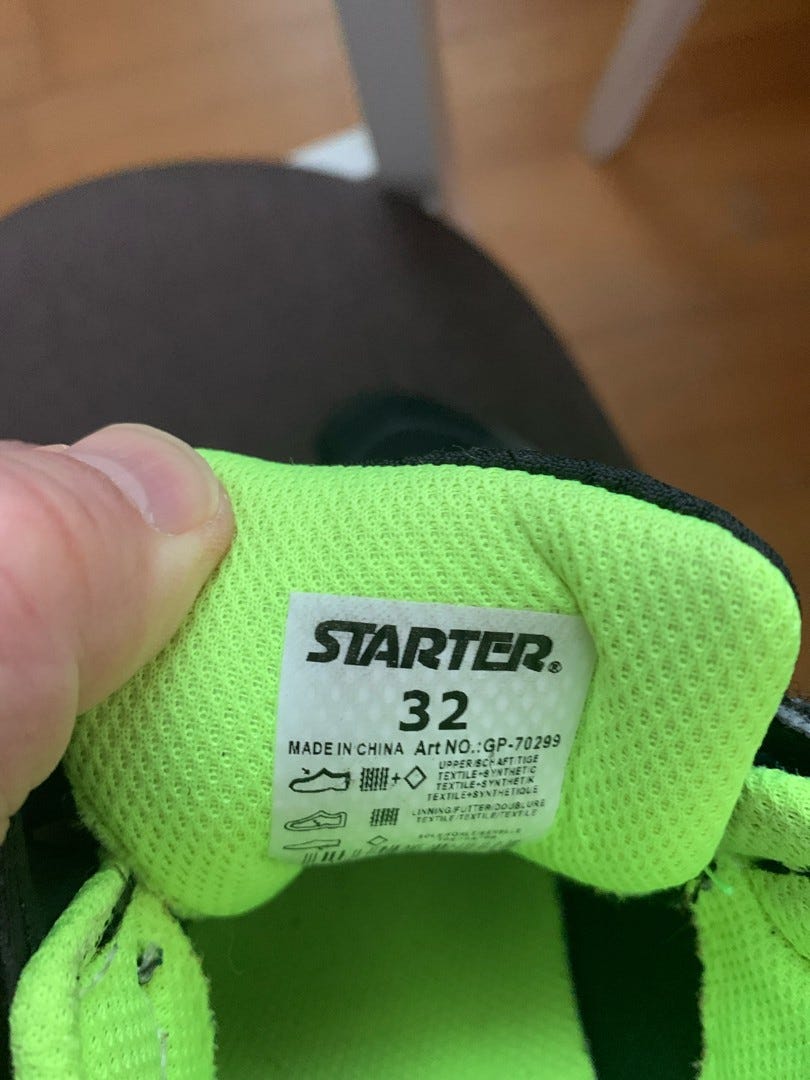 STARTER®
32
MADE IN CHINA Art NO.:GP-70299
UPPER/SCHAFT/TIGE
TEXTILE+SYNTHETIC
TEXTILE+SYNTHETIK
TEXTILE+SYNTHETIQUE
LINNING/FUTTER/DOUBLURE
TEXTILE/TEXTILE/TEXTILE